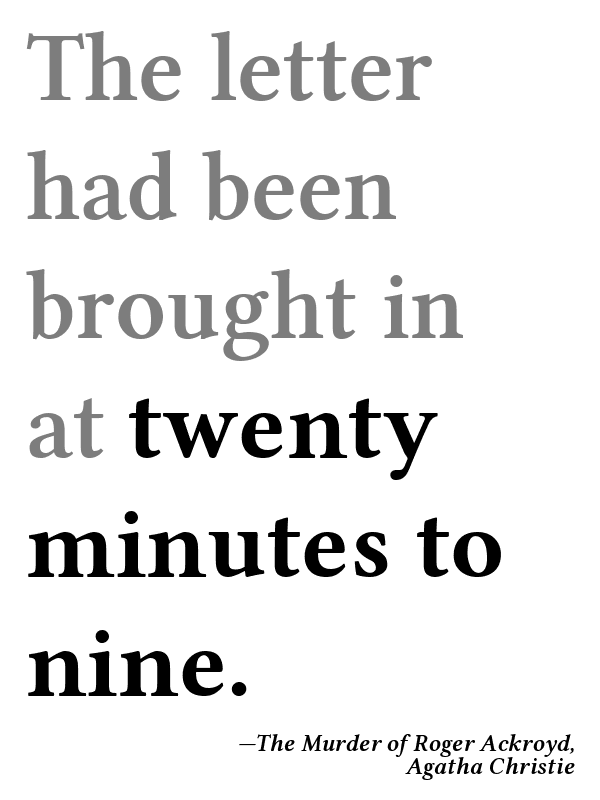 The letter
had been
brought in
at twenty
minutes to
nine.
—The Murder of Roger Ackroyd,
Agatha Christie